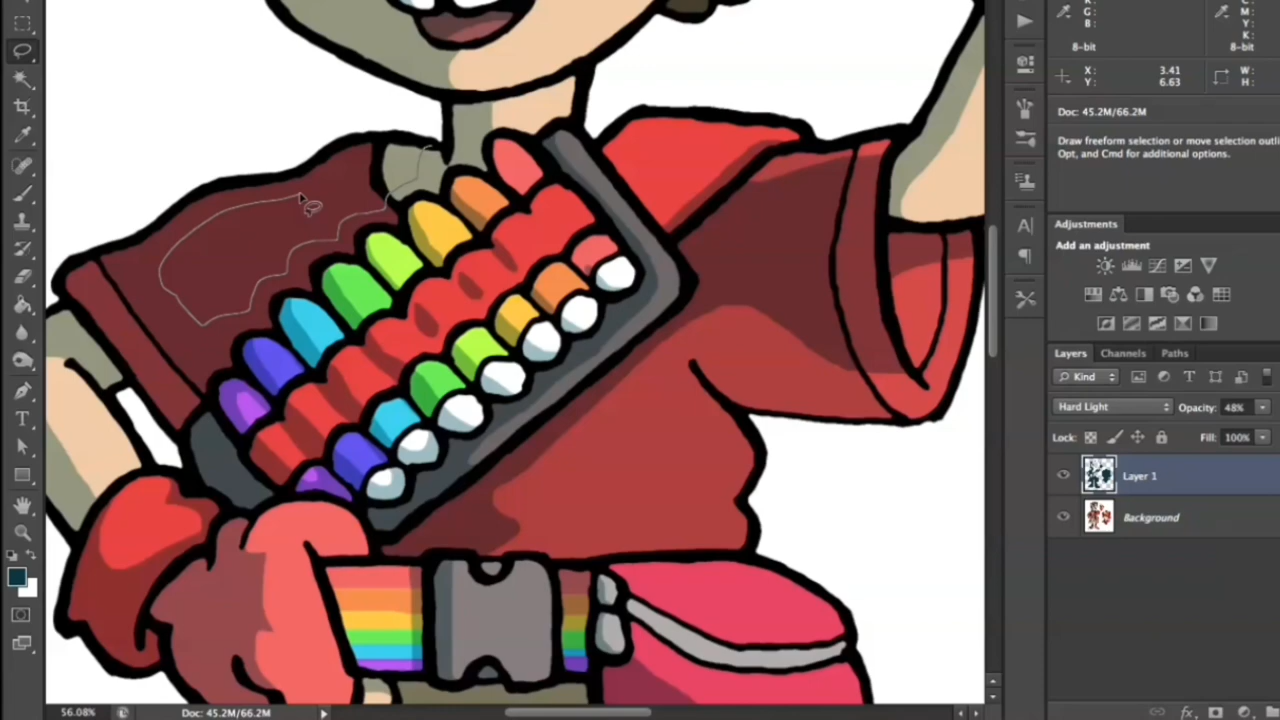 R:
G:
B:
C:
M:
Y:
K:
8-bit
8-bit
X: 3.41
Y: 6.63
W:
H:
Doc: 45.2M/66.2M
Draw freeform selection or move selection outli
Opt, and Cmd for additional options.
Adjustments
Add an adjustment
Layers Channels Paths
Kind
Hard Light Opacity: 48%
Lock: Fill: 100%
Layer 1
Background
fx
56.08% Doc: 45.2M/66.2M